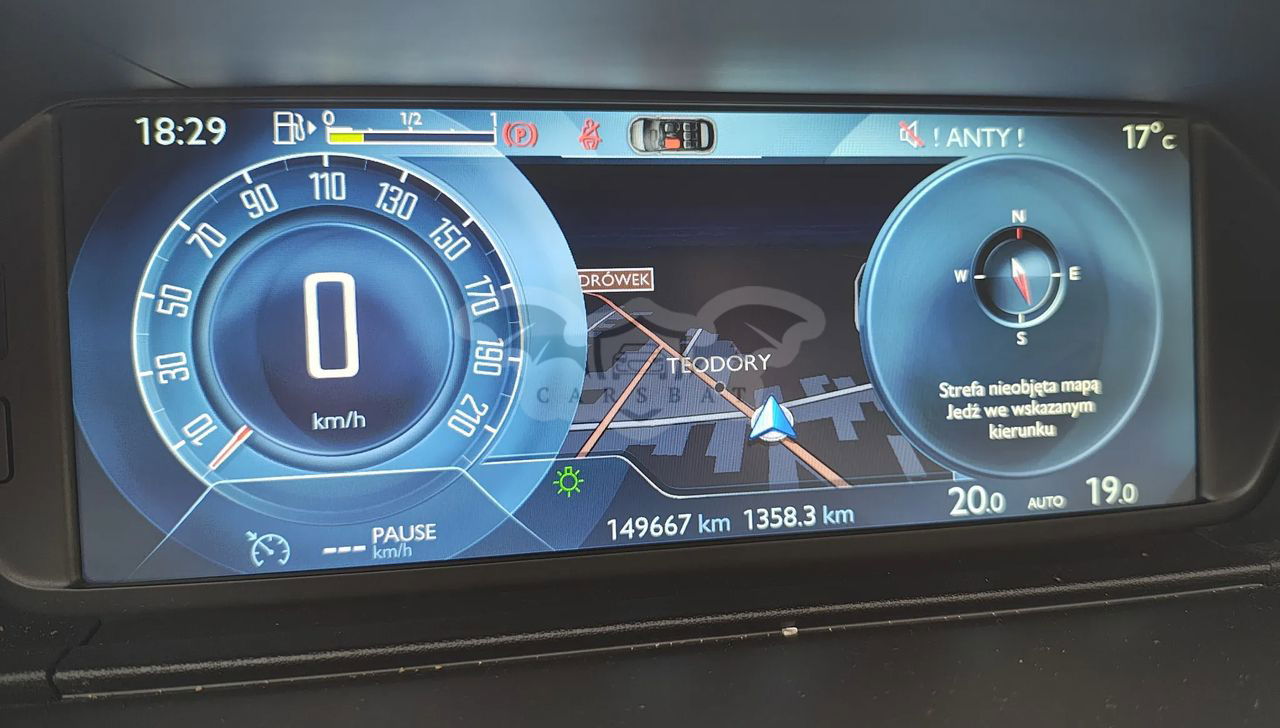 18:29
0 1/2 1
P
! ANTY !
17°C
10
30
50
70
90
110
130
150
170
190
210
0
km/h
DRÓWEK
TEODORY
CARSBAT
N
W E
S
Strefa nieobjęta mapą
Jedź we wskazanym
kierunku
--- PAUSE
km/h
149667 km 1358.3 km
20.0 AUTO 19.0